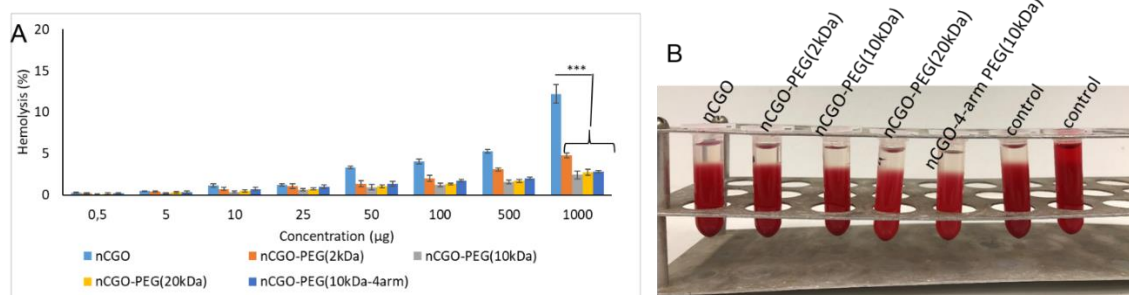 A
20
15
10
5
0
Hemolysis (%)
***
0,5 5 10 25 50 100 500 1000
Concentration (µg)
nCGO nCGO-PEG(2kDa) nCGO-PEG(10kDa)
nCGO-PEG(20kDa) nCGO-PEG(10kDa-4arm)
B
nCGO
nCGO-PEG(2kDa)
nCGO-PEG(10kDa)
nCGO-PEG(20kDa)
nCGO-4-arm PEG(10kDa)
control
control